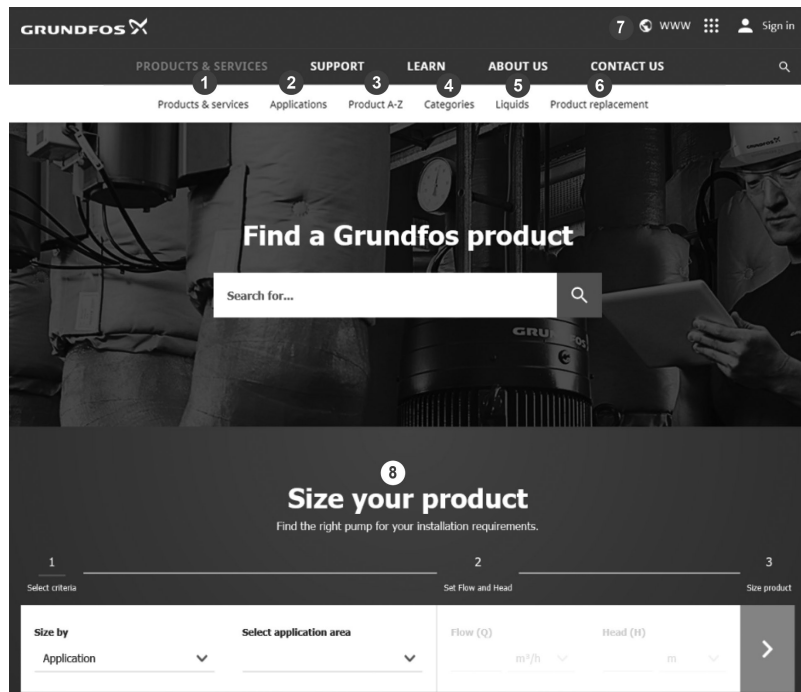 GRUNDFOS
7 WWW Sign in
PRODUCTS & SERVICES SUPPORT LEARN ABOUT US CONTACT US
1 2 3 4 5 6
Products & services Applications Product A-Z Categories Liquids Product replacement
GRUNDFOS
Find a Grundfos product
Search for...
GRUNDFOS
8
Size your product
Find the right pump for your installation requirements.
1 2 3
Select criteria Set Flow and Head Size product
Size by Select application area Flow (Q) Head (H)
Application m³/h m